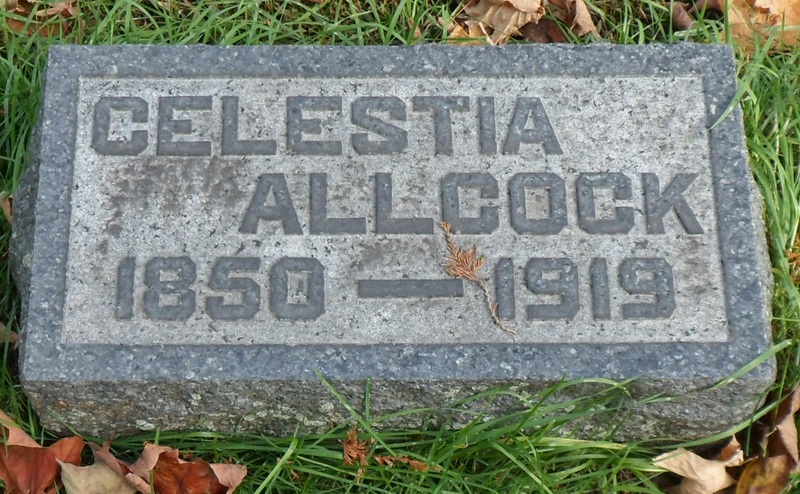 CELESTIA
ALLCOCK
1850 — 1919